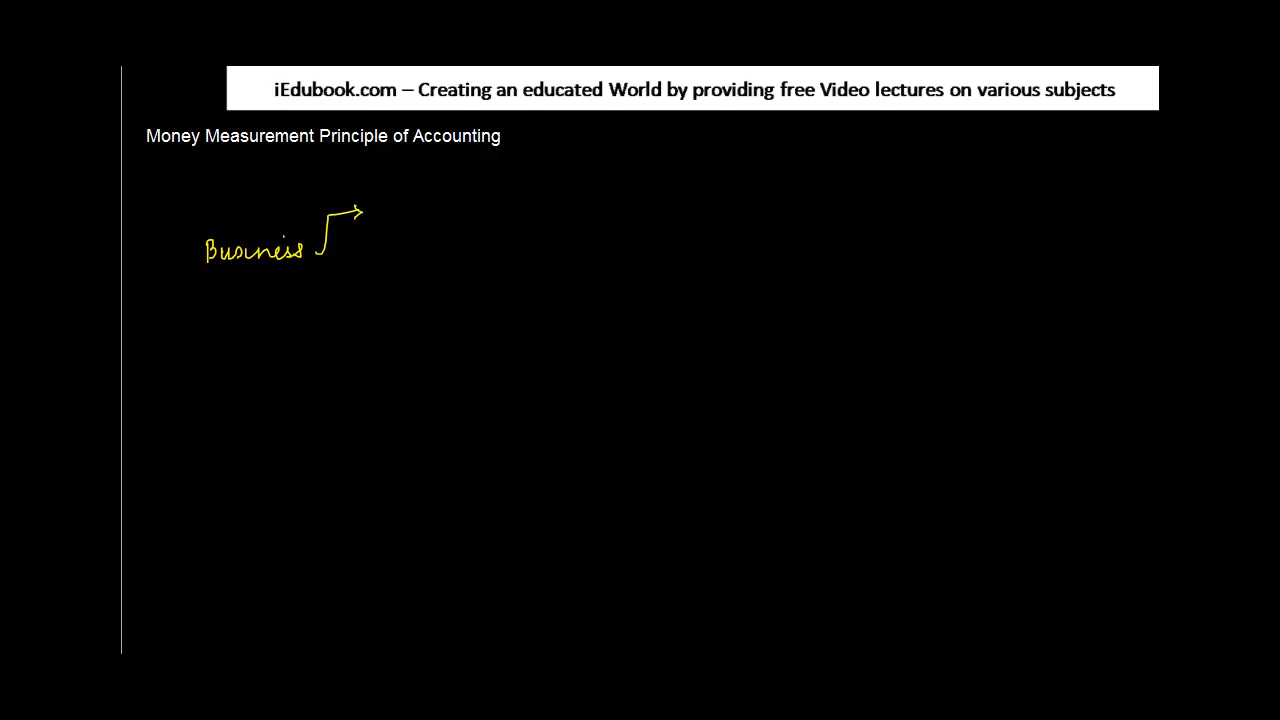 iEdubook.com – Creating an educated World by providing free Video lectures on various subjects
Money Measurement Principle of Accounting
Business